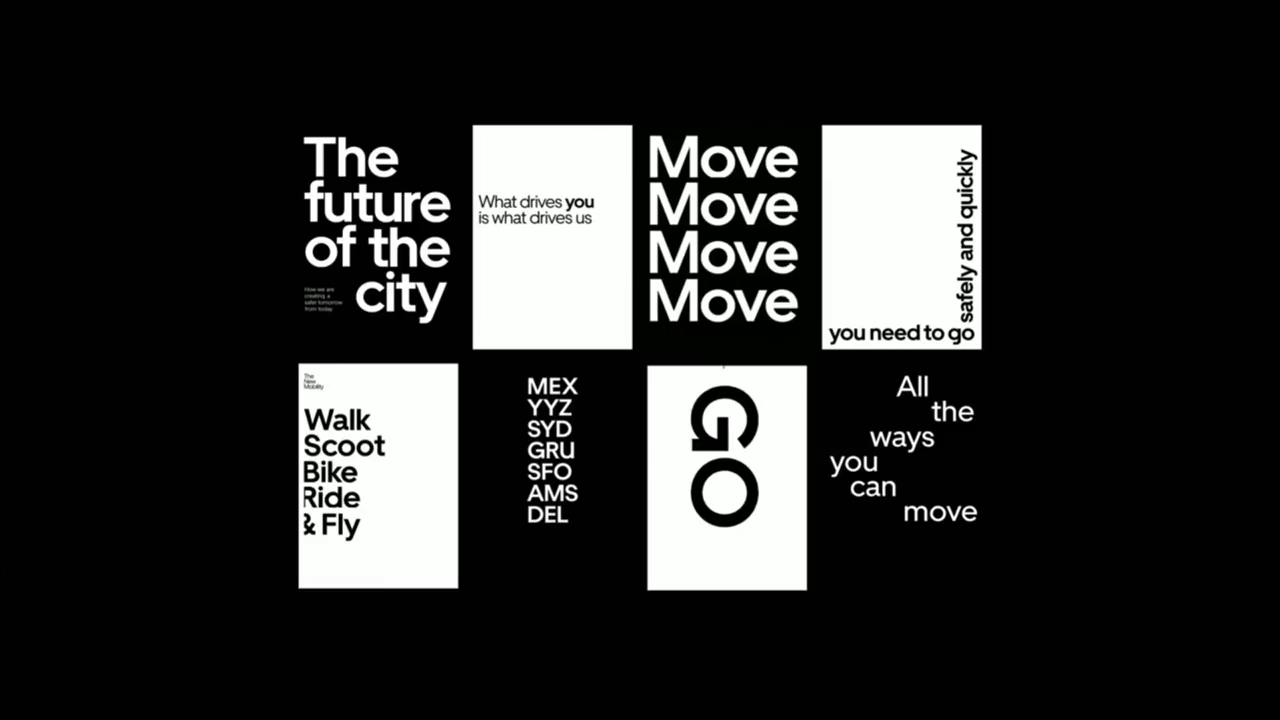 The
future
of the
city
How we are
creating a
safer tomorrow
from today
What drives you
is what drives us
Move
Move
Move
Move
you need to go
safely and quickly
The
New
Mobility
Walk
Scoot
Bike
Ride
& Fly
MEX
YYZ
SYD
GRU
SFO
AMS
DEL
GO
All
the
ways
you
can
move